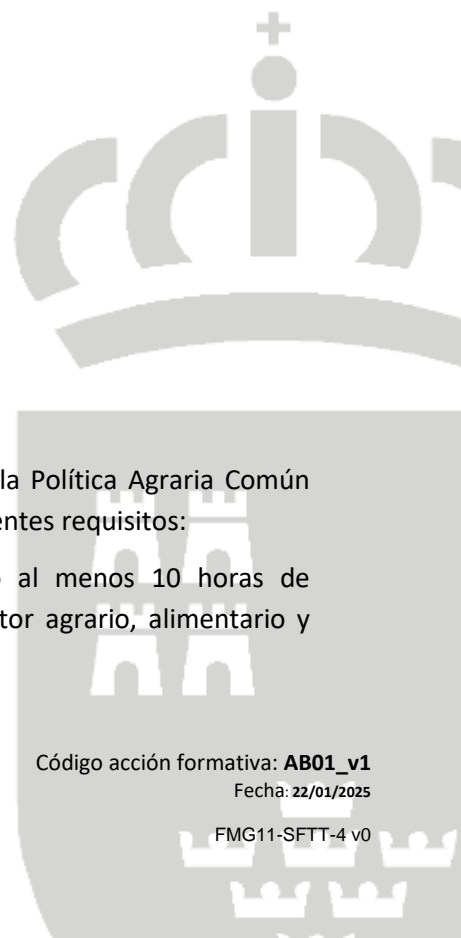 la Política Agraria Común
entes requisitos:
al menos 10 horas de
tor agrario, alimentario y
Código acción formativa: AB01_v1
Fecha: 22/01/2025
FMG11-SFTT-4 v0